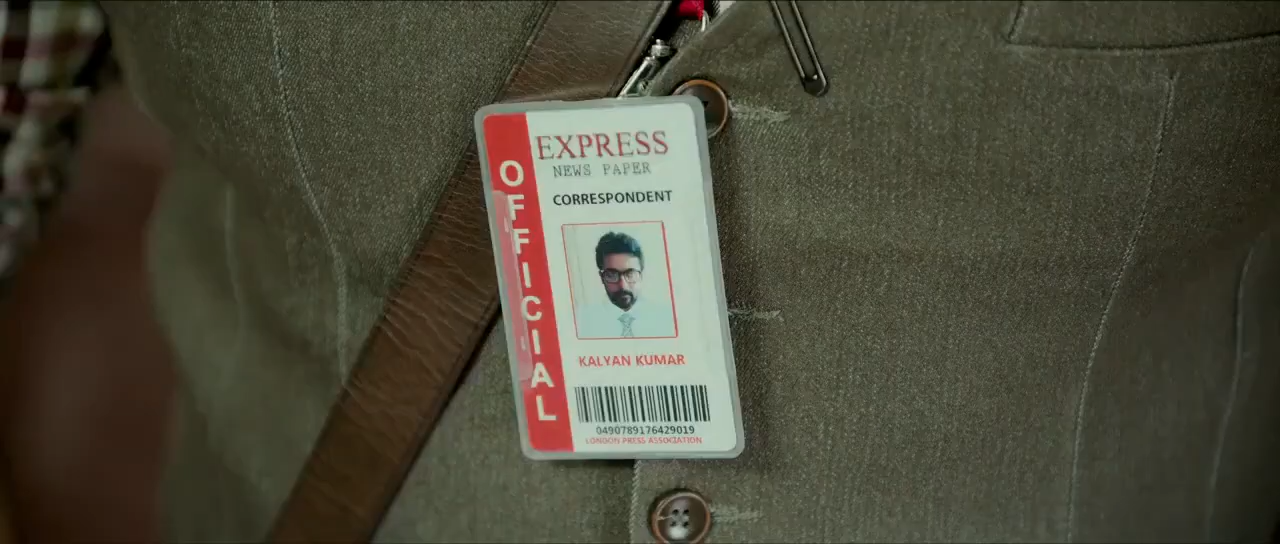 OFFICIAL
EXPRESS
NEWS PAPER
CORRESPONDENT
KALYAN KUMAR
0490789176429019
LONDON PRESS ASSOCIATION